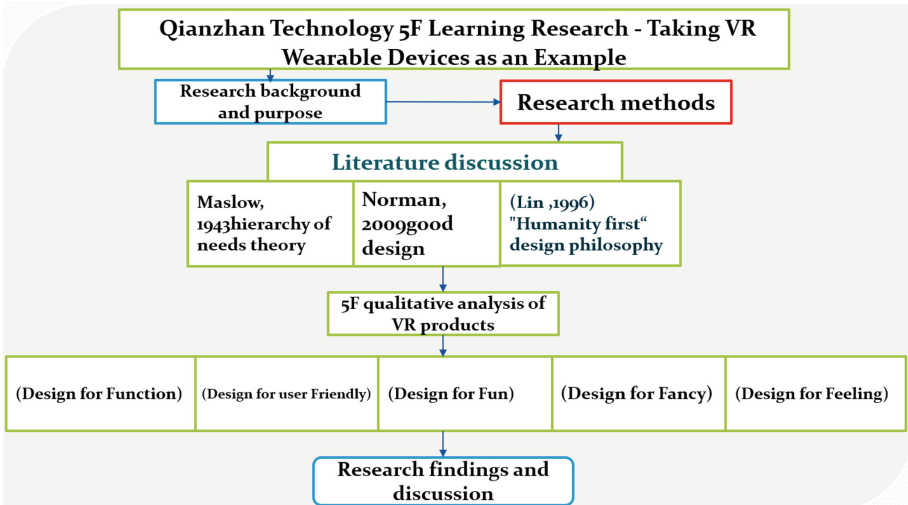 Qianzhan Technology 5F Learning Research - Taking VR
Wearable Devices as an Example
Research background
and purpose
Research methods
Literature discussion
Maslow,
1943hierarchy of
needs theory
Norman,
2009good
design
(Lin ,1996)
"Humanity first“
design philosophy
5F qualitative analysis of
VR products
(Design for Function)
(Design for user Friendly)
(Design for Fun)
(Design for Fancy)
(Design for Feeling)
Research findings and
discussion